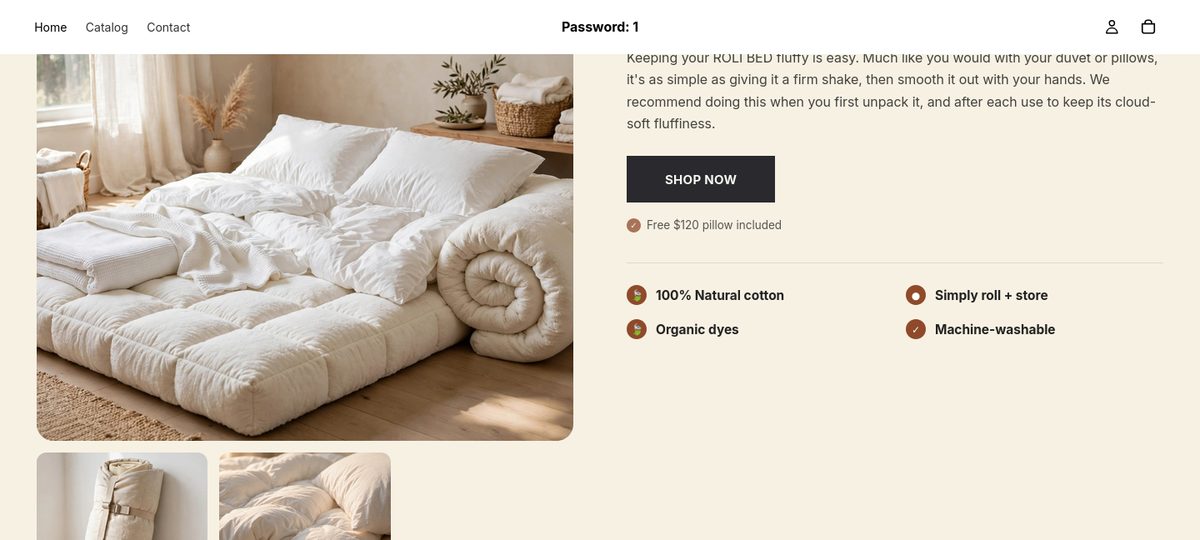 Home Catalog Contact
Password: 1
Keeping your ROLI BED fluffy is easy. Much like you would with your duvet or pillows,
it's as simple as giving it a firm shake, then smooth it out with your hands. We
recommend doing this when you first unpack it, and after each use to keep its cloud-
soft fluffiness.
SHOP NOW
Free $120 pillow included
100% Natural cotton
Simply roll + store
Organic dyes
Machine-washable